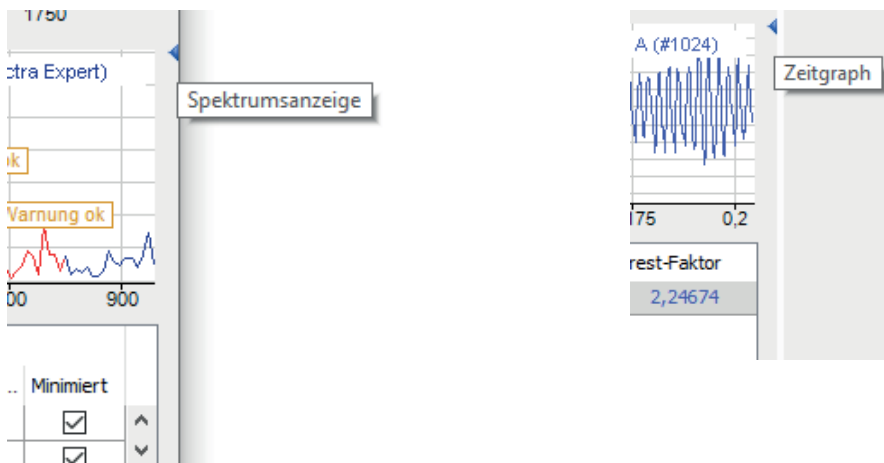 1750
ctra Expert)
Spektrumsanzeige
ok
Warnung ok
00 900
.. Minimiert
A (#1024)
Zeitgraph
175 0,2
rest-Faktor
2,24674